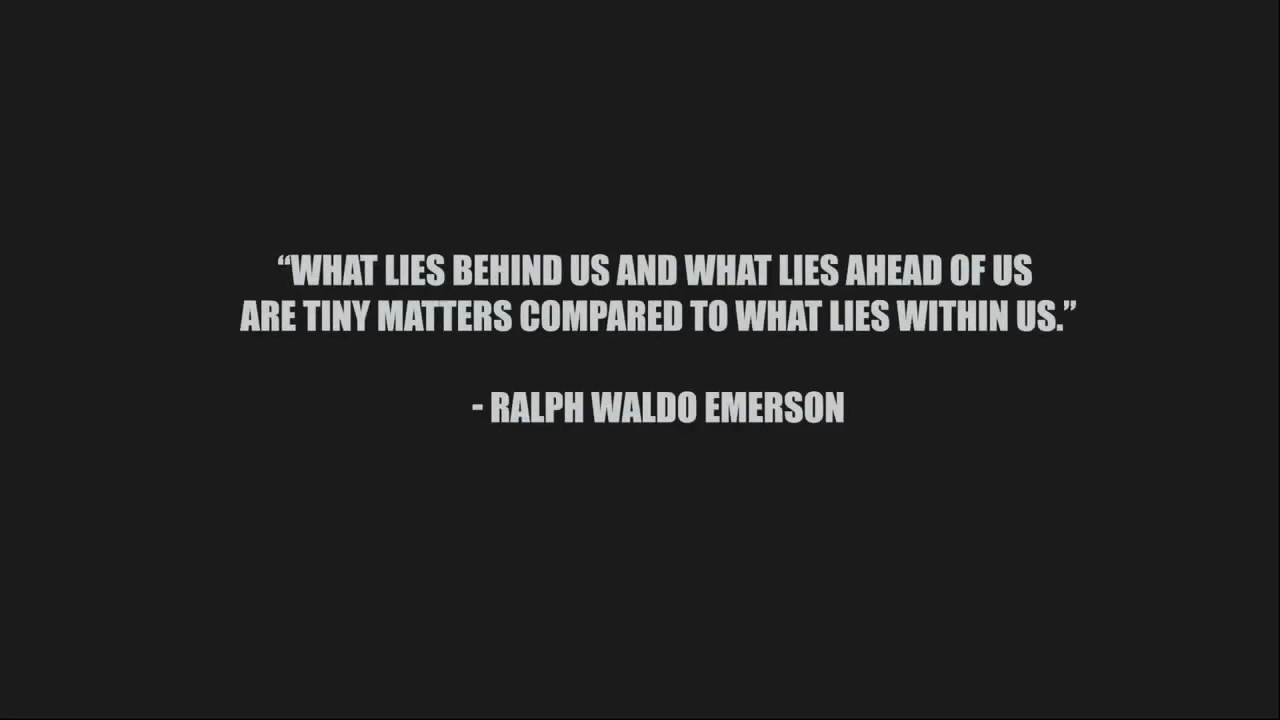 “WHAT LIES BEHIND US AND WHAT LIES AHEAD OF US
ARE TINY MATTERS COMPARED TO WHAT LIES WITHIN US.”
- RALPH WALDO EMERSON